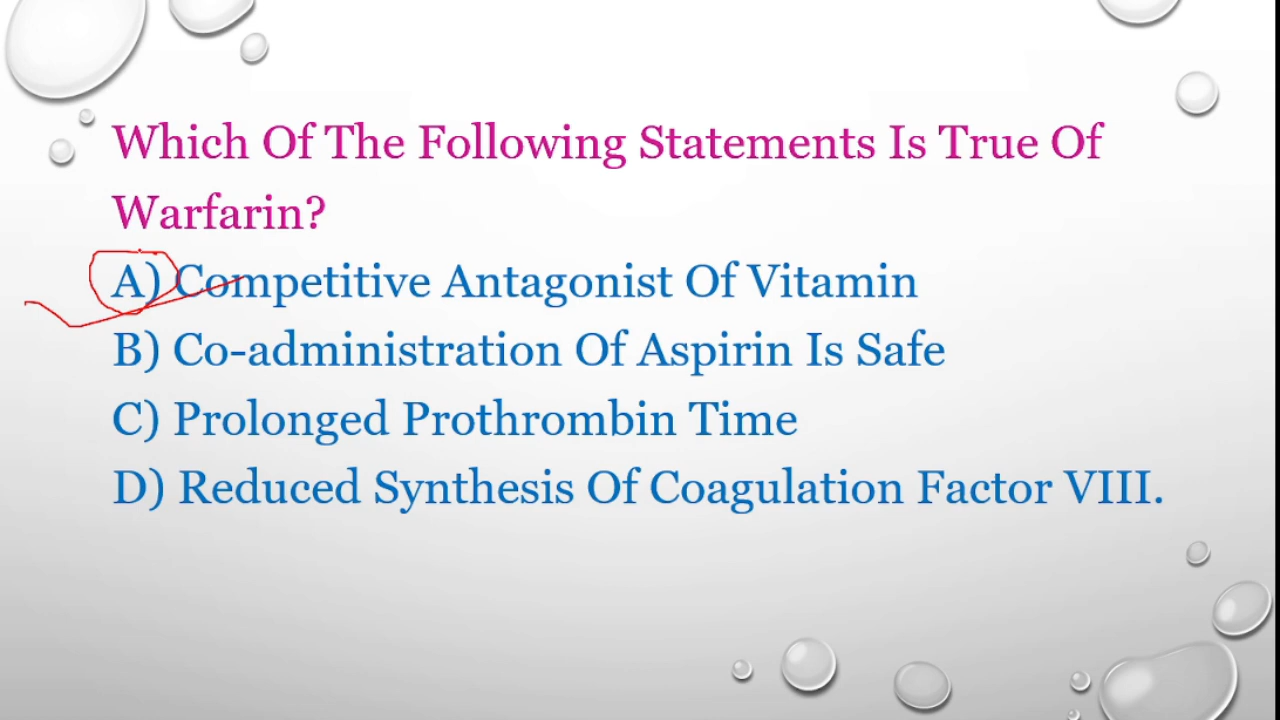 Which Of The Following Statements Is True Of
Warfarin?
A) Competitive Antagonist Of Vitamin
B) Co-administration Of Aspirin Is Safe
C) Prolonged Prothrombin Time
D) Reduced Synthesis Of Coagulation Factor VIII.